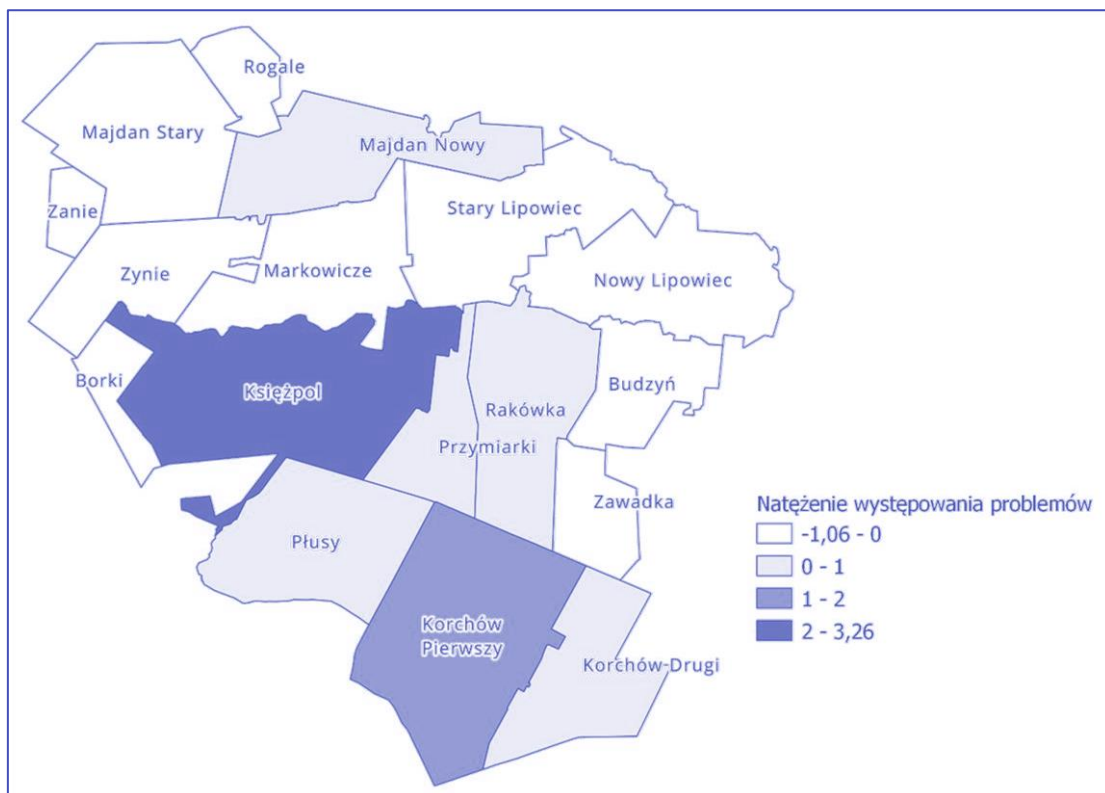 Rogale
Majdan Stary
Majdan Nowy
Zanie
Stary Lipowiec
Zynie
Markowicze
Nowy Lipowiec
Borki
Księżpol
Budzyń
Rakówka
Przymiarki
Zawadka
Płusy
Korchów
Pierwszy
Korchów Drugi
Natężenie występowania problemów
-1,06 - 0
0 - 1
1 - 2
2 - 3,26